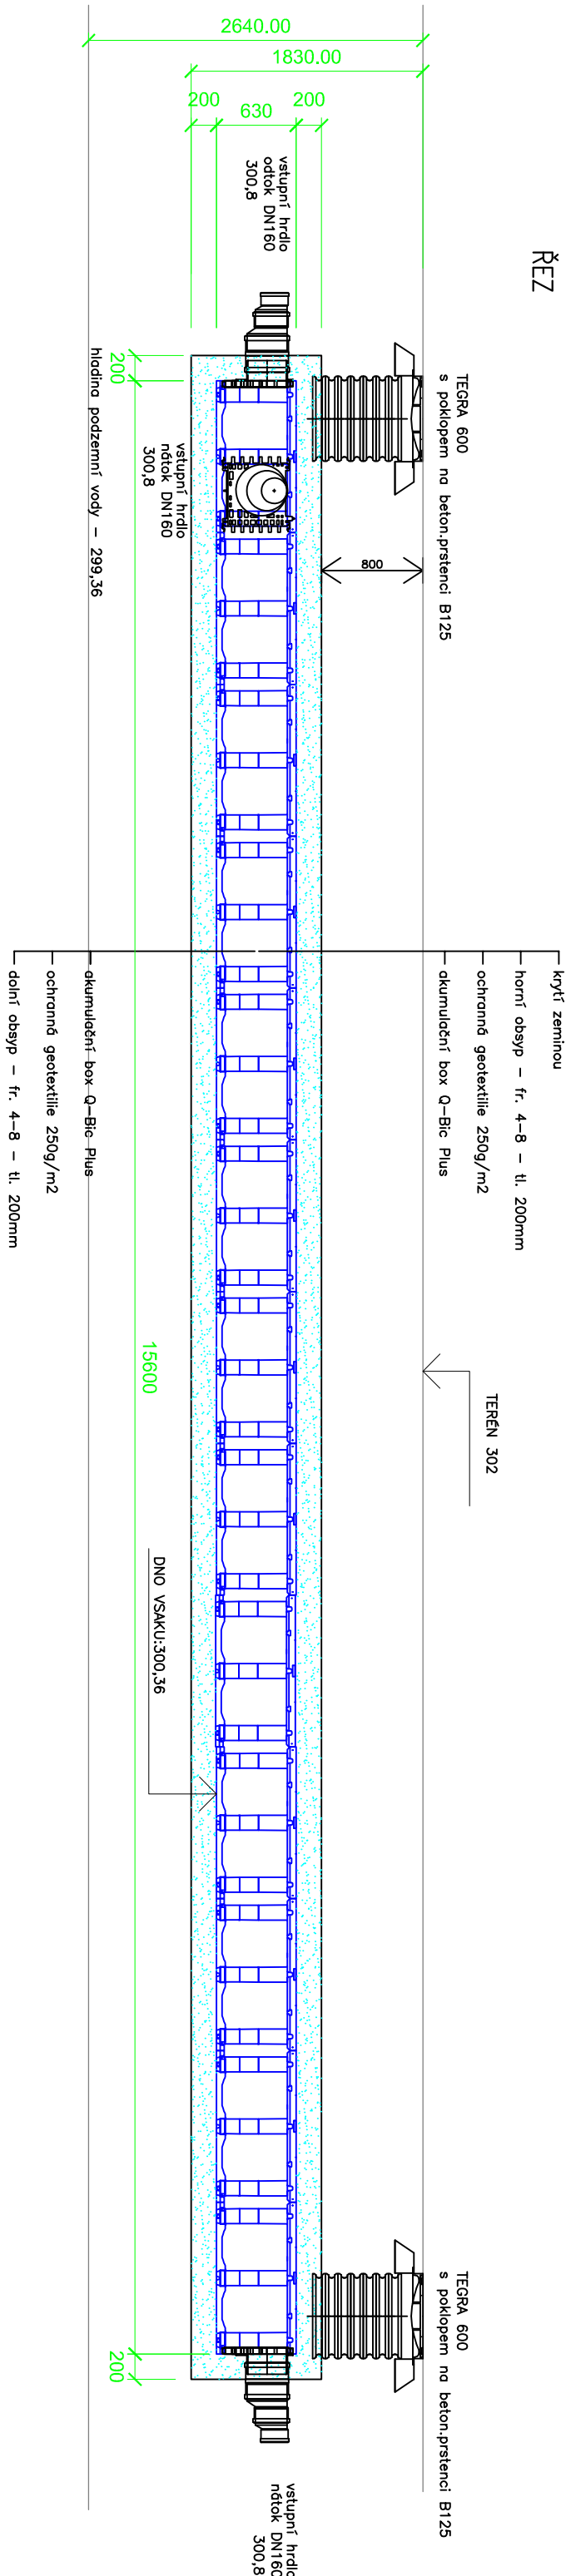 ŘEZ
TEGRA 600
s poklopem na beton.prstenci B125
TEGRA 600
s poklopem na beton.prstenci B125
krytí zeminou
horní obsyp – fr. 4–8 – tl. 200mm
ochranná geotextilie 250g/m2
akumulační box Q–Bic Plus
TERÉN 302
2640.00
1830.00
200
630
200
800
vstupní hrdlo
odtok DN160
300,8
vstupní hrdlo
nátok DN160
300,8
vstupní hrdlo
nátok DN160
300,8
200
15600
200
DNO VSAKU:300,36
hladina podzemní vody – 299,36
akumulační box Q–Bic Plus
ochranná geotextilie 250g/m2
dolní obsyp – fr. 4–8 – tl. 200mm